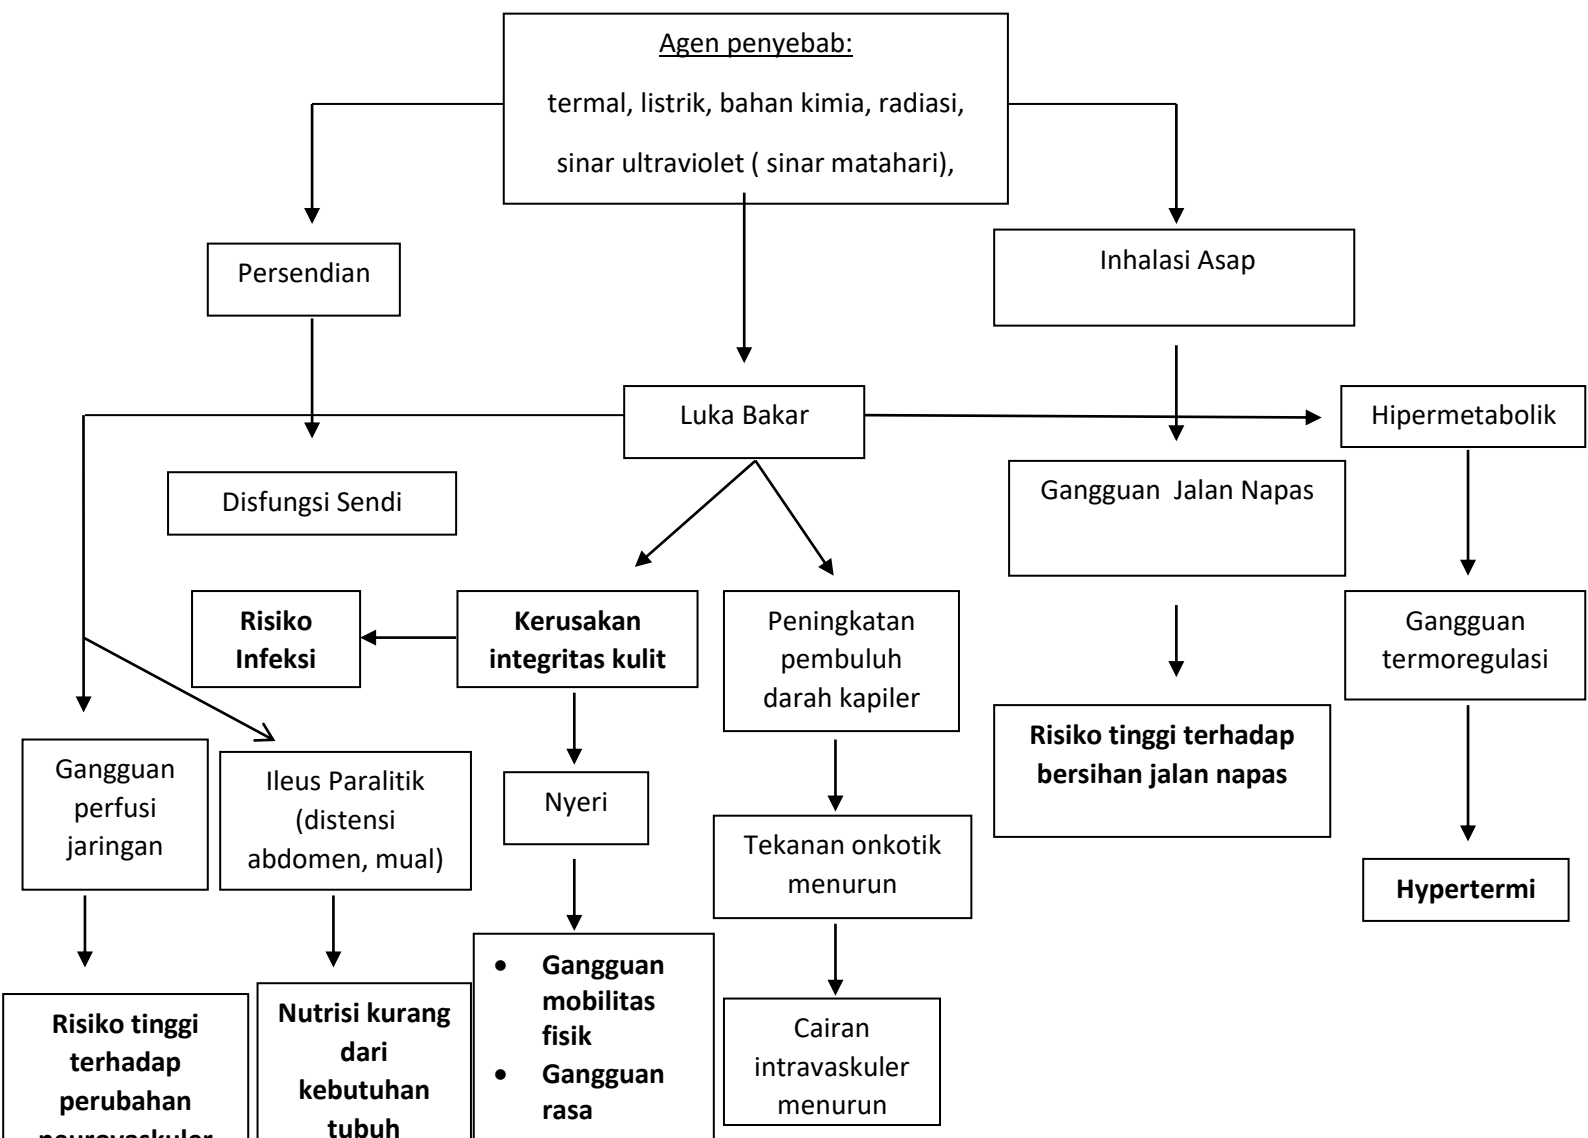 Agen penyebab:
termal, listrik, bahan kimia, radiasi,
sinar ultraviolet ( sinar matahari),
Persendian
Inhalasi Asap
Luka Bakar
Hipermetabolik
Disfungsi Sendi
Gangguan  Jalan Napas
Risiko
Infeksi
Kerusakan
integritas kulit
Peningkatan
pembuluh
darah kapiler
Gangguan
termoregulasi
Risiko tinggi terhadap
bersihan jalan napas
Gangguan
perfusi
jaringan
Ileus Paralitik
(distensi
abdomen, mual)
Nyeri
Tekanan onkotik
menurun
Hypertermi
Risiko tinggi
terhadap
perubahan
neurovaskuler
Nutrisi kurang
dari
kebutuhan
tubuh
• Gangguan
mobilitas
fisik
• Gangguan
rasa
Cairan
intravaskuler
menurun